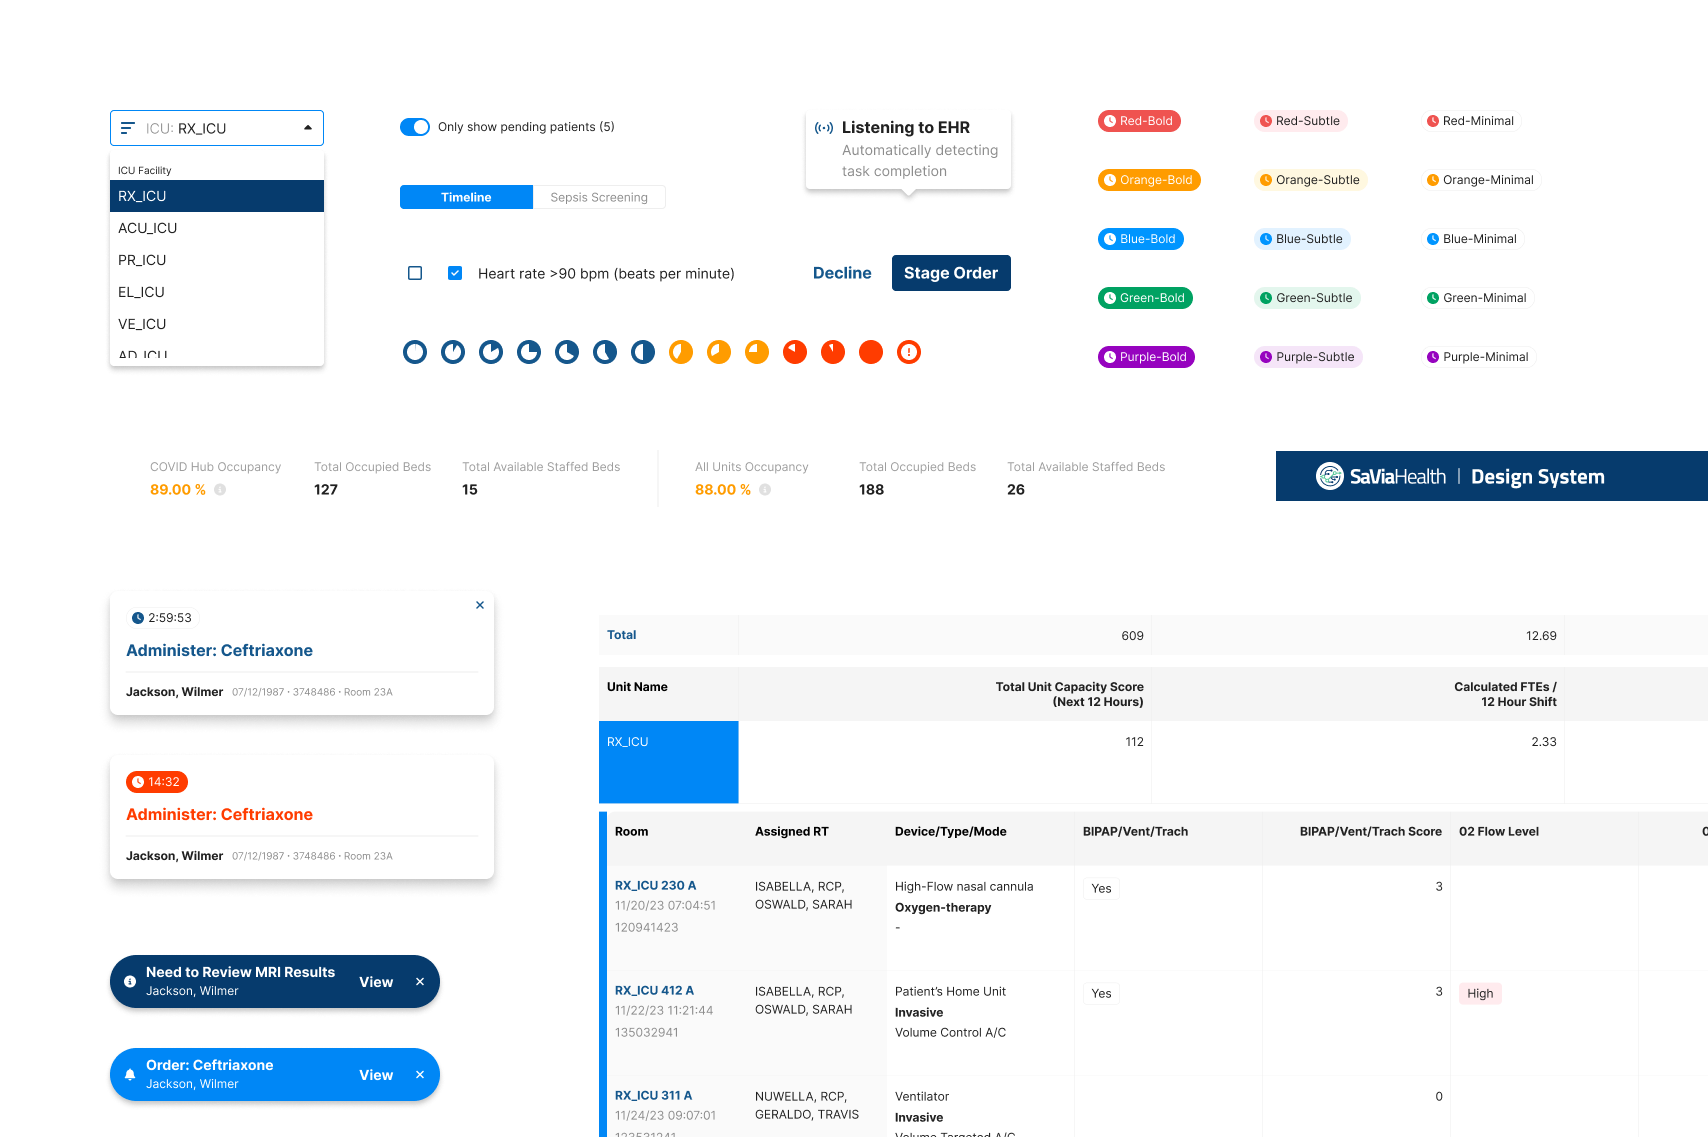 ICU: RX_ICU
ICU Facility
RX_ICU
ACU_ICU
PR_ICU
EL_ICU
VE_ICU
AD_ICU
Only show pending patients (5)
Timeline
Sepsis Screening
Heart rate >90 bpm (beats per minute)
Listening to EHR
Automatically detecting
task completion
Decline
Stage Order
Red-Bold
Red-Subtle
Red-Minimal
Orange-Bold
Orange-Subtle
Orange-Minimal
Blue-Bold
Blue-Subtle
Blue-Minimal
Green-Bold
Green-Subtle
Green-Minimal
Purple-Bold
Purple-Subtle
Purple-Minimal
COVID Hub Occupancy
89.00 %
Total Occupied Beds
127
Total Available Staffed Beds
15
All Units Occupancy
88.00 %
Total Occupied Beds
188
Total Available Staffed Beds
26
SaViaHealth | Design System
2:59:53
Administer: Ceftriaxone
Jackson, Wilmer 07/12/1987 · 3748486 · Room 23A
14:32
Administer: Ceftriaxone
Jackson, Wilmer 07/12/1987 · 3748486 · Room 23A
Need to Review MRI Results
Jackson, Wilmer
View
Order: Ceftriaxone
Jackson, Wilmer
View
Total
609
12.69
Unit Name
Total Unit Capacity Score
(Next 12 Hours)
Calculated FTEs /
12 Hour Shift
RX_ICU
112
2.33
Room
Assigned RT
Device/Type/Mode
BIPAP/Vent/Trach
BIPAP/Vent/Trach Score
02 Flow Level
RX_ICU 230 A
11/20/23 07:04:51
120941423
ISABELLA, RCP,
OSWALD, SARAH
High-Flow nasal cannula
Oxygen-therapy
-
Yes
3
RX_ICU 412 A
11/22/23 11:21:44
135032941
ISABELLA, RCP,
OSWALD, SARAH
Patient's Home Unit
Invasive
Volume Control A/C
Yes
3
High
RX_ICU 311 A
11/24/23 09:07:01
123531241
NUWELLA, RCP,
GERALDO, TRAVIS
Ventilator
Invasive
Volume Targeted A/C
0